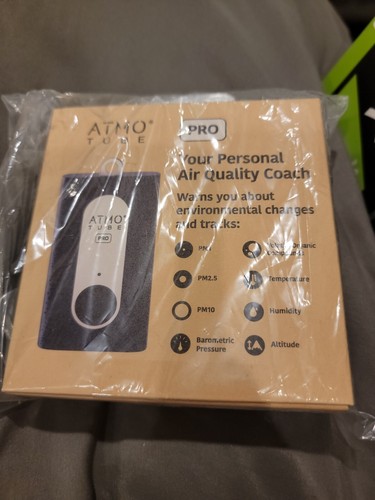 ATMO®
TUBE
PRO
Your Personal
Air Quality Coach
Warns you about
environmental changes
and tracks:
ATMO®
TUBE
PRO
PM1
Organic
PM2.5
Temperature
PM10
Humidity
Barometric
Pressure
Altitude